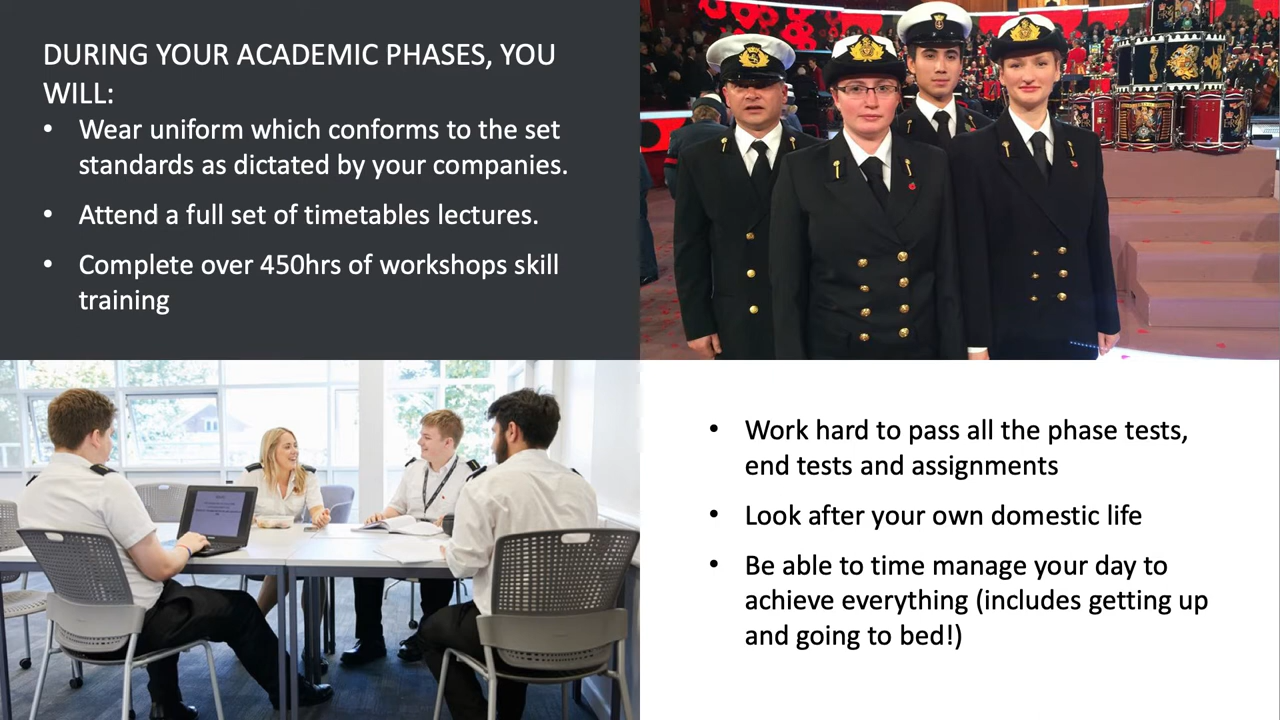 DURING YOUR ACADEMIC PHASES, YOU
WILL:
• Wear uniform which conforms to the set
standards as dictated by your companies.
• Attend a full set of timetables lectures.
• Complete over 450hrs of workshops skill
training
• Work hard to pass all the phase tests,
end tests and assignments
• Look after your own domestic life
• Be able to time manage your day to
achieve everything (includes getting up
and going to bed!)